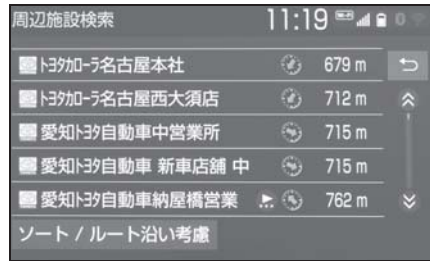 周辺施設検索 11:19
ﾄﾖﾀｶﾛｰﾗ名古屋本社 679 m
ﾄﾖﾀｶﾛｰﾗ名古屋西大須店 712 m
愛知ﾄﾖﾀ自動車中営業所 715 m
愛知ﾄﾖﾀ自動車 新車店舗 中 715 m
愛知ﾄﾖﾀ自動車納屋橋営業 762 m
ソート / ルート沿い考慮